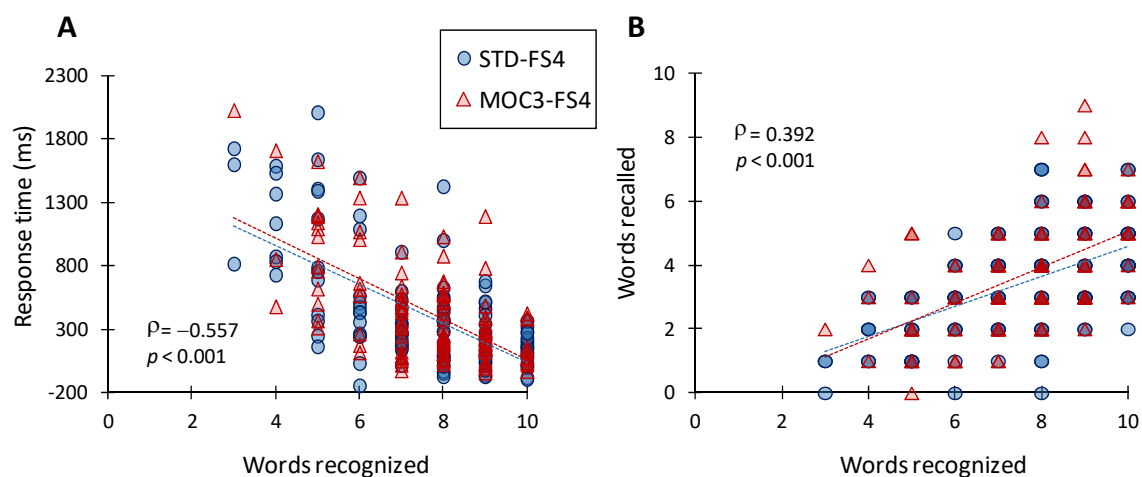 A
STD-FS4
MOC3-FS4
Response time (ms)
2300
1800
1300
800
300
-200
ρ = −0.557
p < 0.001
0 2 4 6 8 10
Words recognized
B
Words recalled
10
8
6
4
2
0
ρ = 0.392
p < 0.001
0 2 4 6 8 10
Words recognized